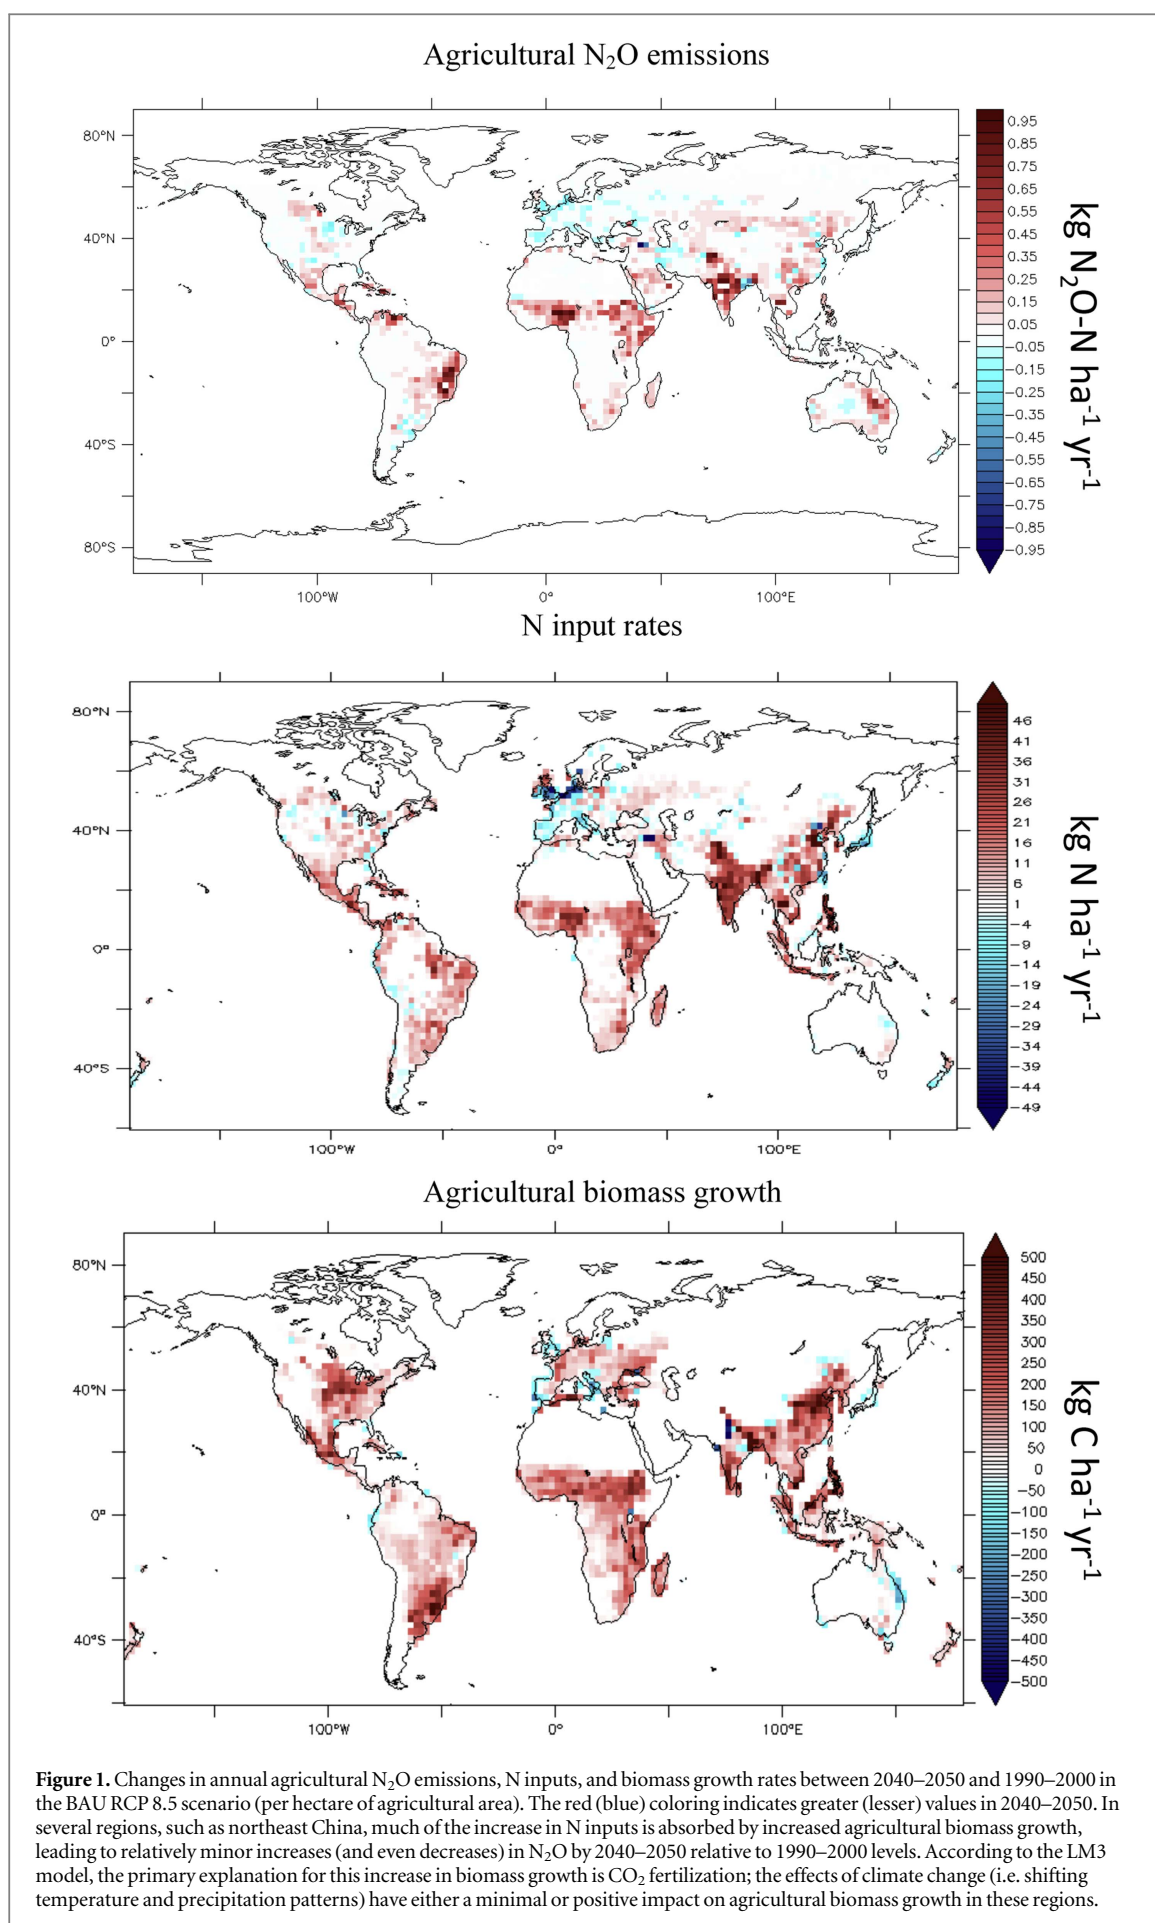 Agricultural N₂O emissions
80°N
40°N
0°
40°S
80°S
100°W
0°
100°E
0.95
0.85
0.75
0.65
0.55
0.45
0.35
0.25
0.15
0.05
-0.05
-0.15
-0.25
-0.35
-0.45
-0.55
-0.65
-0.75
-0.85
-0.95
kg N₂O-N ha⁻¹ yr⁻¹
N input rates
80°N
40°N
0°
40°S
100°W
0°
100°E
46
41
36
31
26
21
16
11
6
1
-4
-9
-14
-19
-24
-29
-34
-39
-44
-49
kg N ha⁻¹ yr⁻¹
Agricultural biomass growth
80°N
40°N
0°
40°S
100°W
0°
100°E
500
450
400
350
300
250
200
150
100
50
0
-50
-100
-150
-200
-250
-300
-350
-400
-450
-500
kg C ha⁻¹ yr⁻¹
Figure 1. Changes in annual agricultural N₂O emissions, N inputs, and biomass growth rates between 2040–2050 and 1990–2000 in
the BAU RCP 8.5 scenario (per hectare of agricultural area). The red (blue) coloring indicates greater (lesser) values in 2040–2050. In
several regions, such as northeast China, much of the increase in N inputs is absorbed by increased agricultural biomass growth,
leading to relatively minor increases (and even decreases) in N₂O by 2040–2050 relative to 1990–2000 levels. According to the LM3
model, the primary explanation for this increase in biomass growth is CO₂ fertilization; the effects of climate change (i.e. shifting
temperature and precipitation patterns) have either a minimal or positive impact on agricultural biomass growth in these regions.